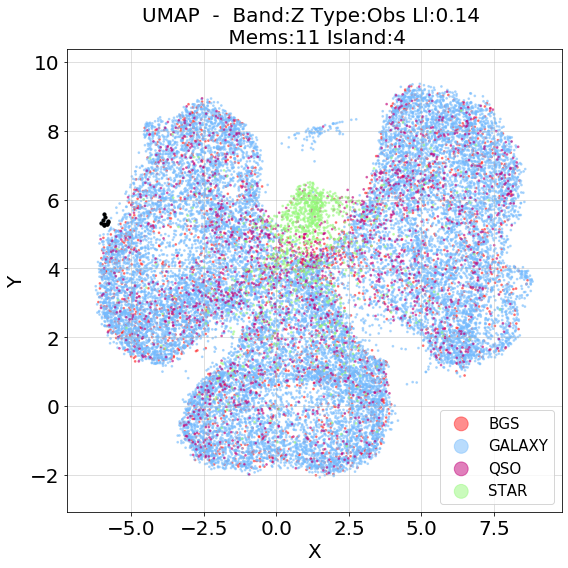 UMAP - Band:Z Type:Obs Ll:0.14
Mems:11 Island:4
10
8
6
4
2
0
−2
Y
−5.0 −2.5 0.0 2.5 5.0 7.5
X
BGS
GALAXY
QSO
STAR